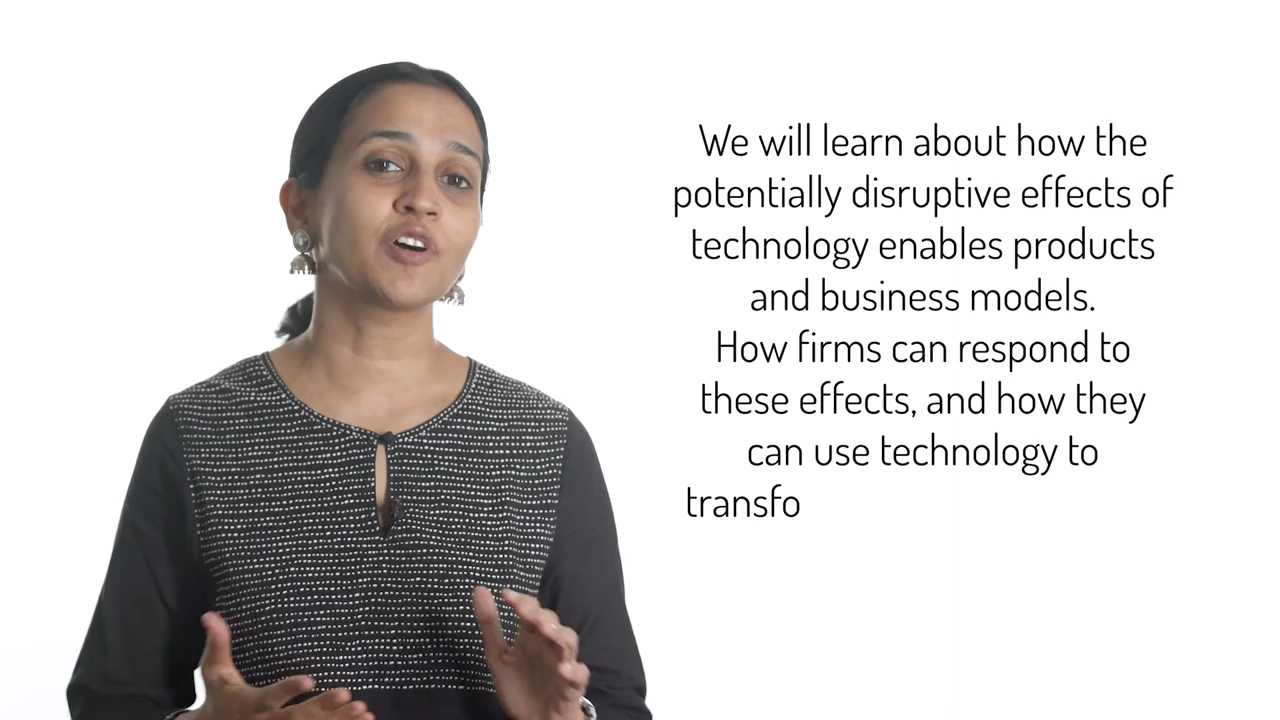 We will learn about how the
potentially disruptive effects of
technology enables products
and business models.
How firms can respond to
these effects, and how they
can use technology to
transfo